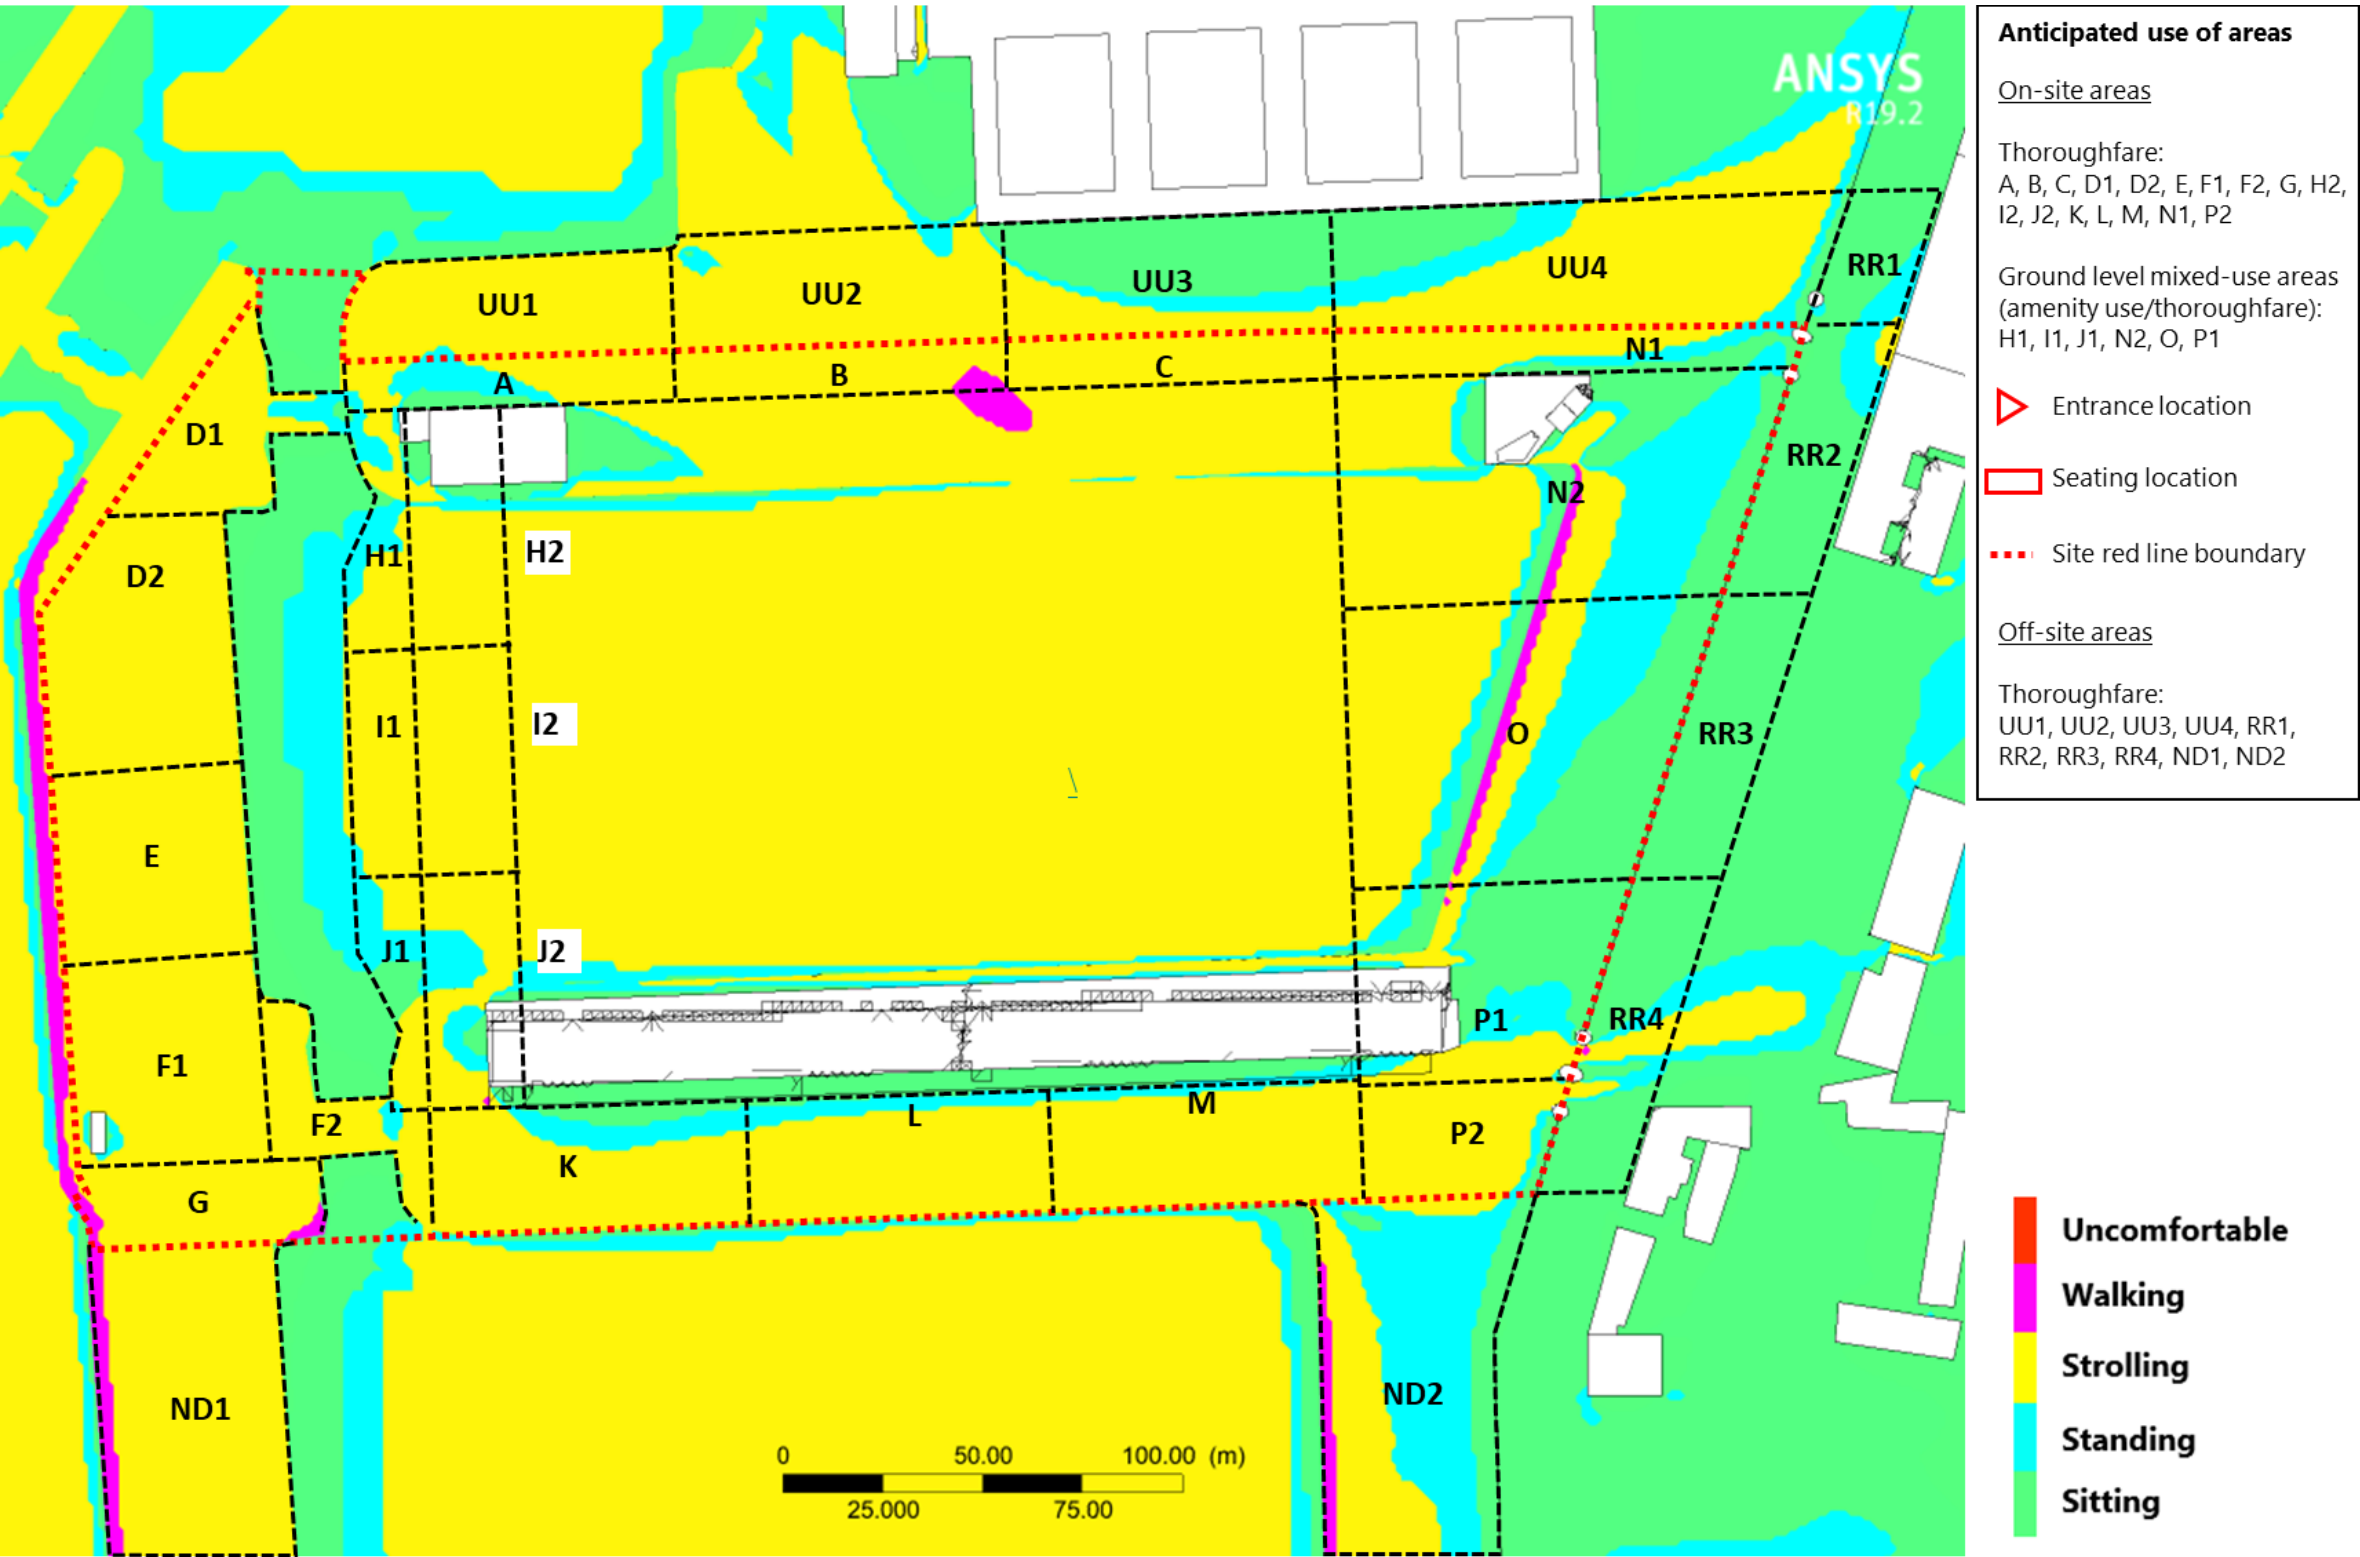 ANSYS
R19.2
UU1
UU2
UU3
UU4
RR1
A
B
C
N1
D1
RR2
N2
H1
H2
D2
I1
I2
O
RR3
E
J1
J2
P1
RR4
F1
F2
L
M
P2
K
G
ND1
ND2
0 50.00 100.00 (m)
25.000 75.00
Anticipated use of areas
On-site areas
Thoroughfare:
A, B, C, D1, D2, E, F1, F2, G, H2,
I2, J2, K, L, M, N1, P2
Ground level mixed-use areas
(amenity use/thoroughfare):
H1, I1, J1, N2, O, P1
Entrance location
Seating location
Site red line boundary
Off-site areas
Thoroughfare:
UU1, UU2, UU3, UU4, RR1,
RR2, RR3, RR4, ND1, ND2
Uncomfortable
Walking
Strolling
Standing
Sitting